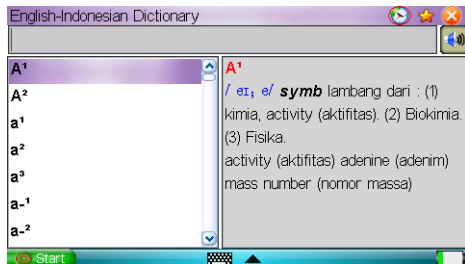 English-Indonesian Dictionary
A¹
A²
a¹
a²
a³
a-¹
a-²
A¹
/ eɪ; e/ symb lambang dari : (1)
kimia, activity (aktifitas). (2) Biokimia.
(3) Fisika.
activity (aktifitas) adenine (adenim)
mass number (nomor massa)
Start